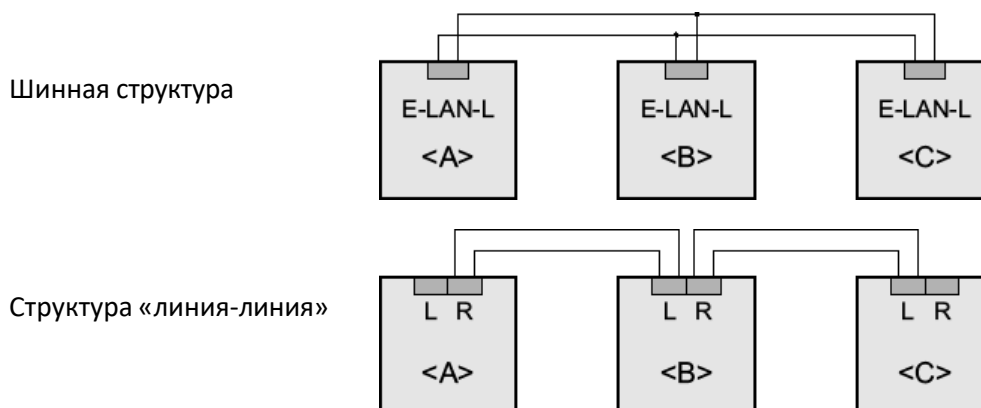 Шинная структура
E-LAN-L E-LAN-L E-LAN-L
<A> <B> <C>
Структура «линия-линия»
L R L R L R
<A> <B> <C>